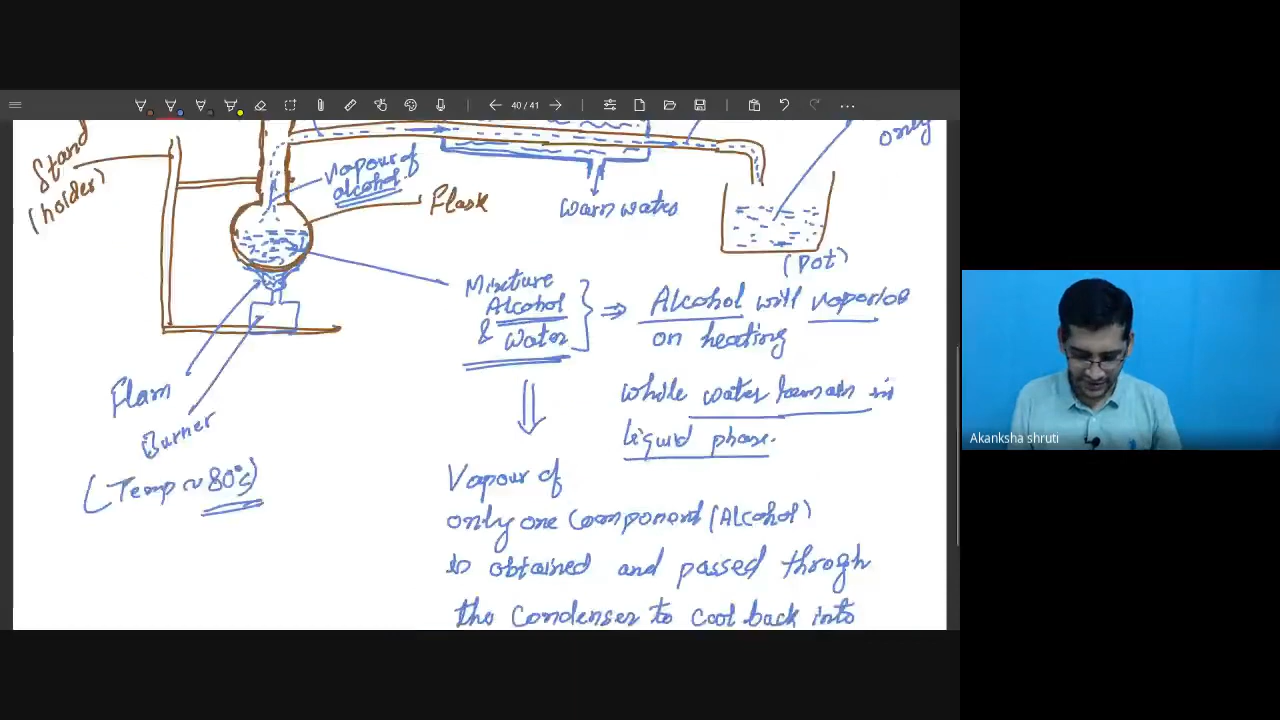 40 / 41
only
Stand
(holder)
Vapour of
alcohol.
Flask
Warm water
(Pot)
Mixture
Alcohol
& Water
Alcohol will vaporise
on heating
While water remain in
liquid phase.
Flam
Burner
(Temp ~ 80°C)
Vapour of
only one component (Alcohol)
is obtained and passed throgh
the Condenser to cool back into
Akanksha shruti